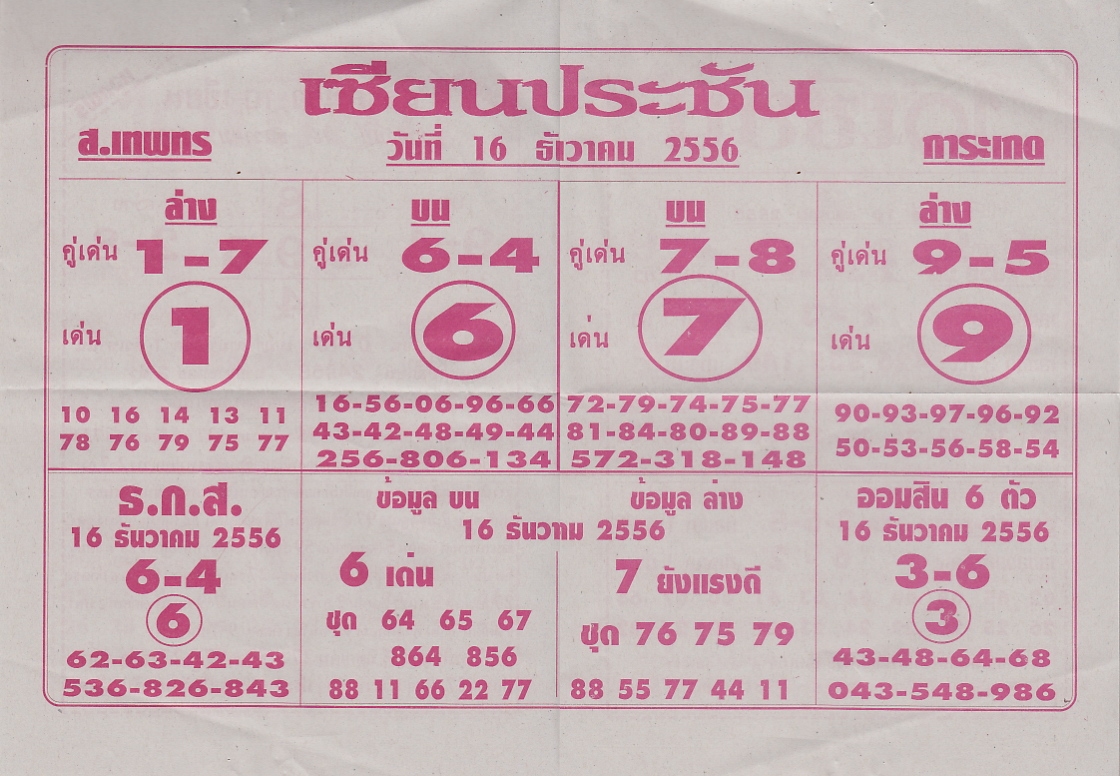 เซียนประชัน
ส.เทพทร วันที่ 16 ธัเวาคม 2556 การะเกด
ล่าง
คู่เด่น 1-7
เด่น 1
10 16 14 13 11
78 76 79 75 77
บน
คู่เด่น 6-4
เด่น 6
16-56-06-96-66
43-42-48-49-44
256-806-134
บน
คู่เด่น 7-8
เด่น 7
72-79-74-75-77
81-84-80-89-88
572-318-148
ล่าง
คู่เด่น 9-5
เด่น 9
90-93-97-96-92
50-53-56-58-54
ธ.ก.ส.
16 ธันวาคม 2556
6-4
6
62-63-42-43
536-826-843
ข้อมูล บน ข้อมูล ล่าง
16 ธันวาม 2556
6 เด่น
ชุด 64 65 67
864 856
88 11 66 22 77
7 ยังแรงดี
ชุด 76 75 79
88 55 77 44 11
ออมสิน 6 ตัว
16 ธันวาคม 2556
3-6
3
43-48-64-68
043-548-986